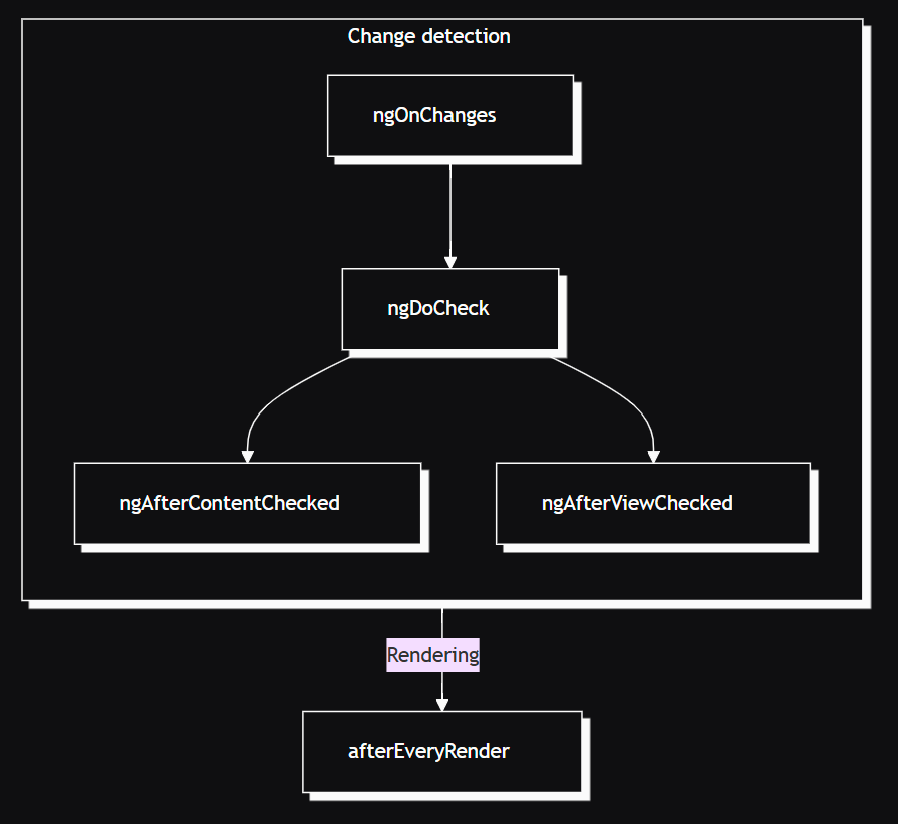 Change detection
ngOnChanges
ngDoCheck
ngAfterContentChecked
ngAfterViewChecked
Rendering
afterEveryRender